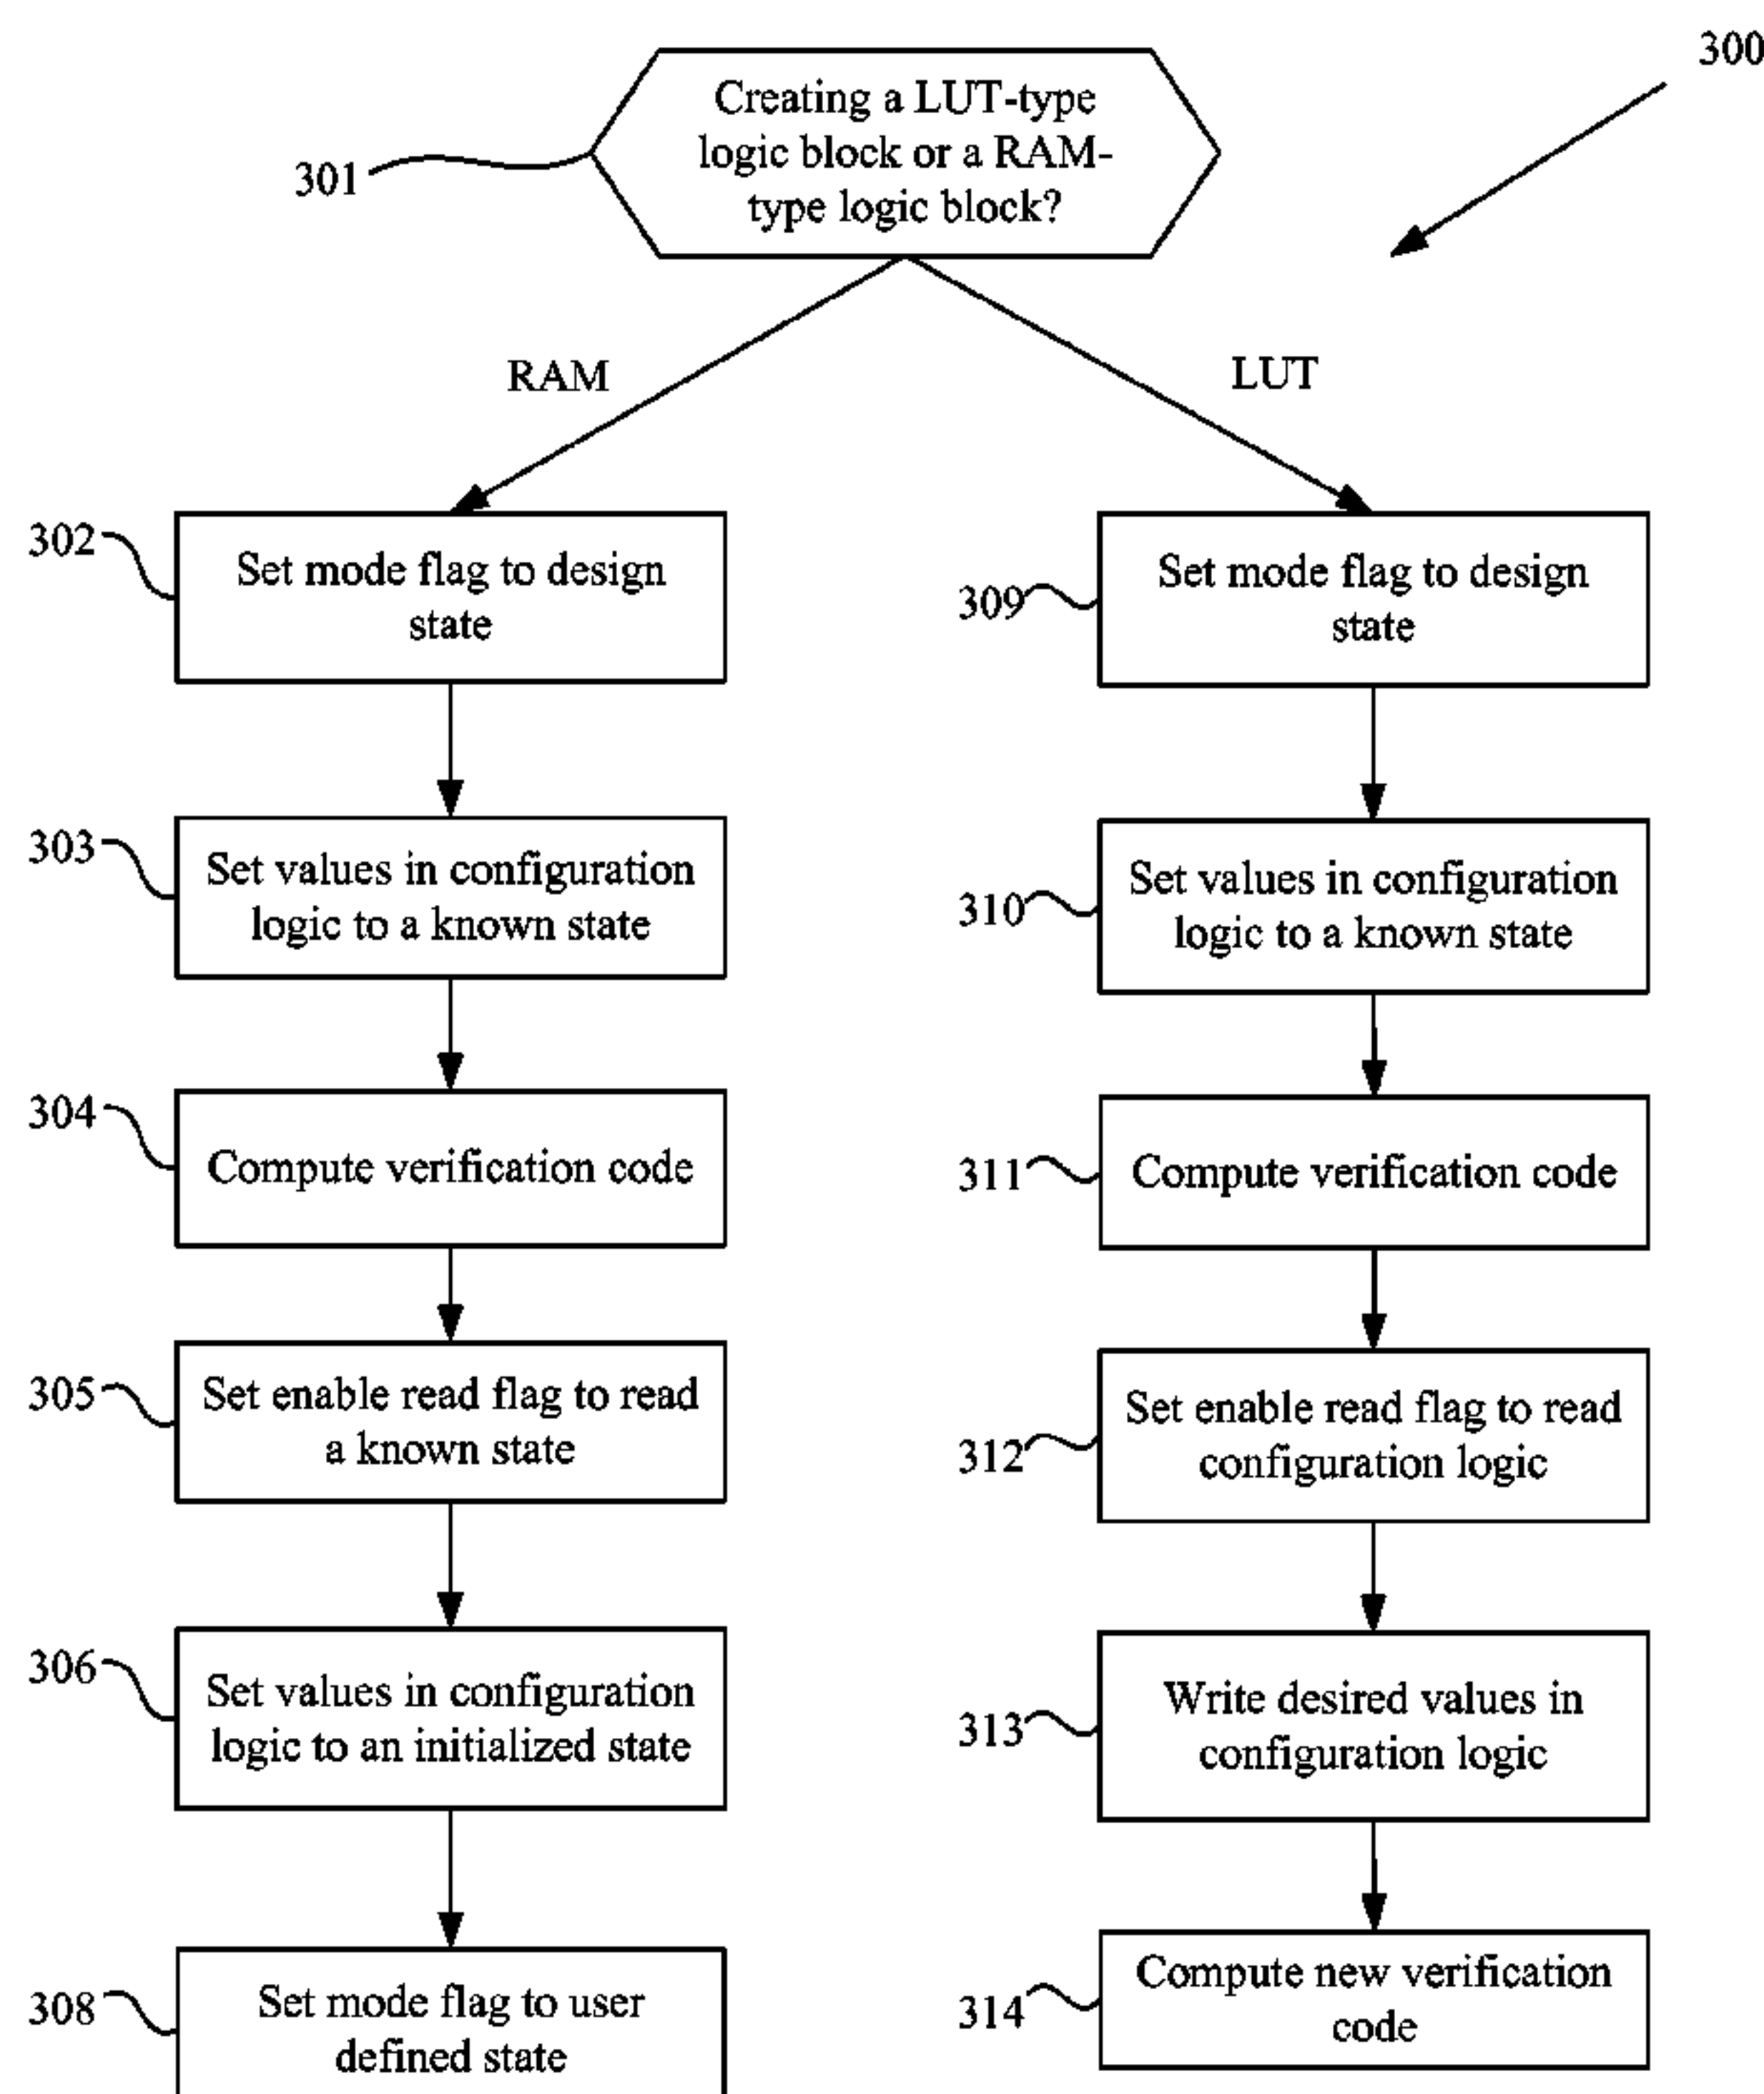 300
Creating a LUT-type
logic block or a RAM-
type logic block?
301
RAM
LUT
302
Set mode flag to design
state
309
Set mode flag to design
state
303
Set values in configuration
logic to a known state
310
Set values in configuration
logic to a known state
304
Compute verification code
311
Compute verification code
305
Set enable read flag to read
a known state
312
Set enable read flag to read
configuration logic
306
Set values in configuration
logic to an initialized state
313
Write desired values in
configuration logic
308
Set mode flag to user
defined state
314
Compute new verification
code